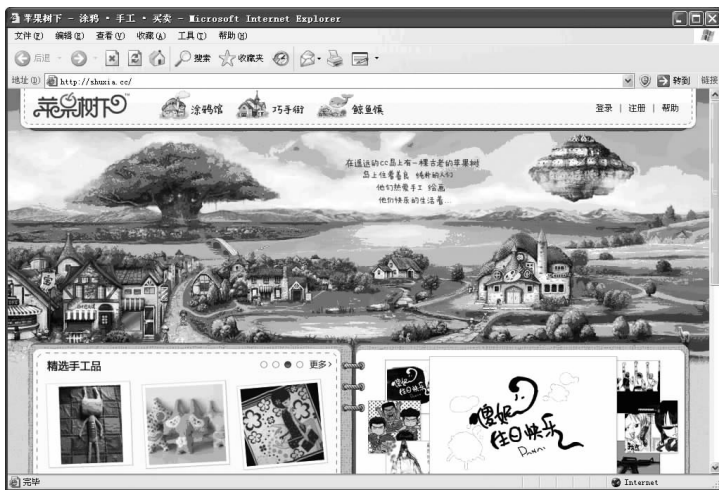 苹果树下 - 涂鸦 · 手工 · 买卖 - Microsoft Internet Explorer
文件(F) 编辑(E) 查看(V) 收藏(A) 工具(T) 帮助(H)
后退 搜索 收藏夹
地址(D) http://shuxia.cc/ 转到 链接
苹果树下 涂鸦馆 巧手街 鲸鱼镇 登录 | 注册 | 帮助
在遥远的CC岛上有一棵古老的苹果树
岛上住着善良 纯朴的人们
他们热爱手工 绘画
他们快乐的生活着...
精选手工品 更多>
傻妮
住日快乐
完毕 Internet